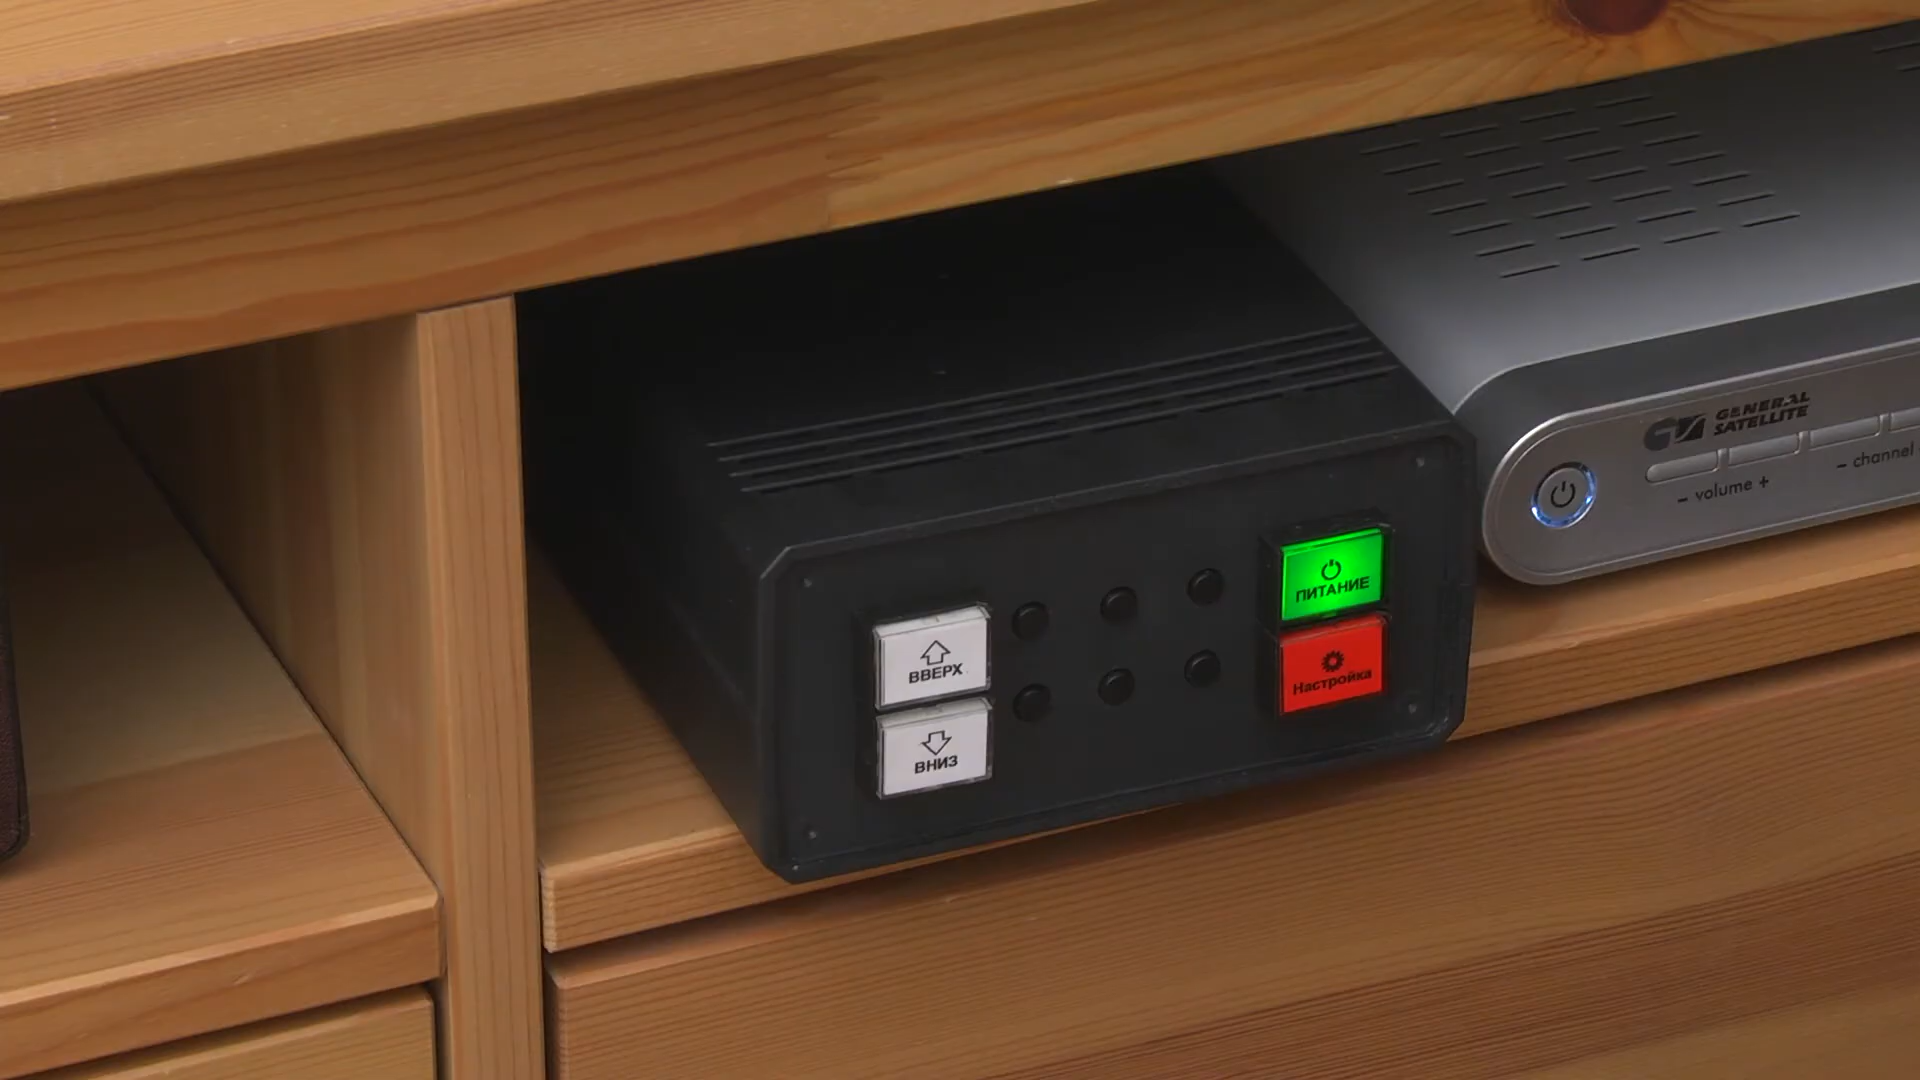 ВВЕРХ
ВНИЗ
ПИТАНИЕ
Настройка
GENERAL
SATELLITE
- volume +
- channel